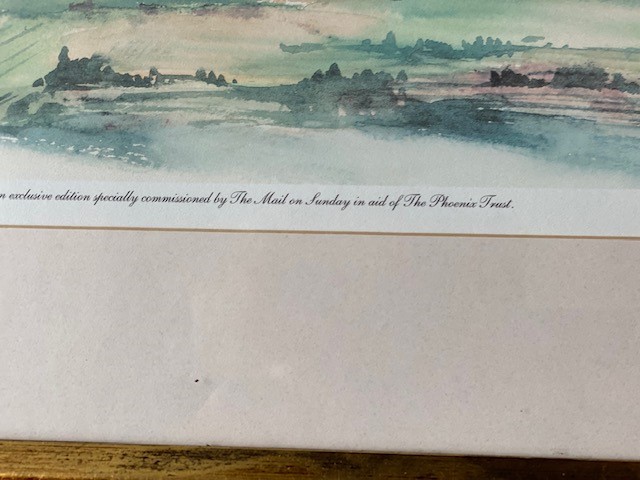 n exclusive edition specially commissioned by The Mail on Sunday in aid of The Phoenix Trust.